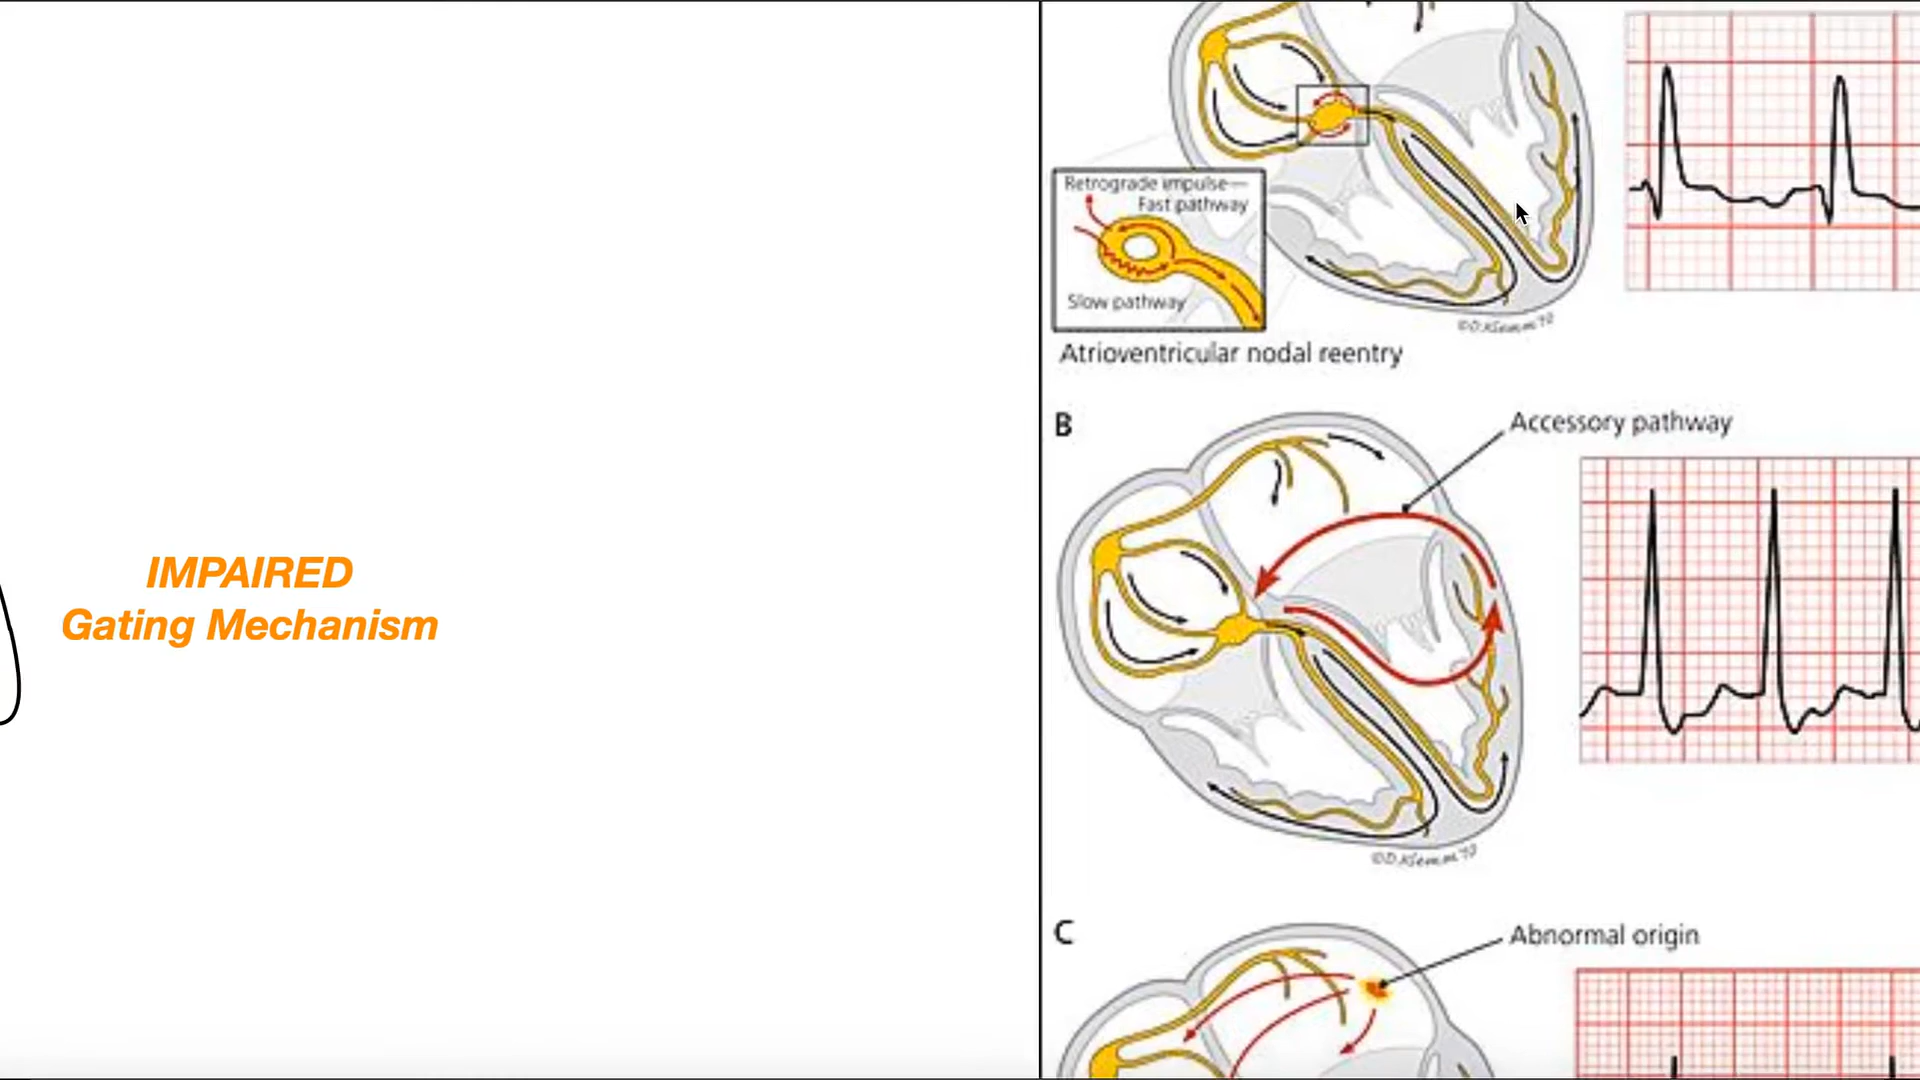 IMPAIRED
Gating Mechanism
Retrograde impulse
Fast pathway
Slow pathway
Atrioventricular nodal reentry
B
Accessory pathway
C
Abnormal origin